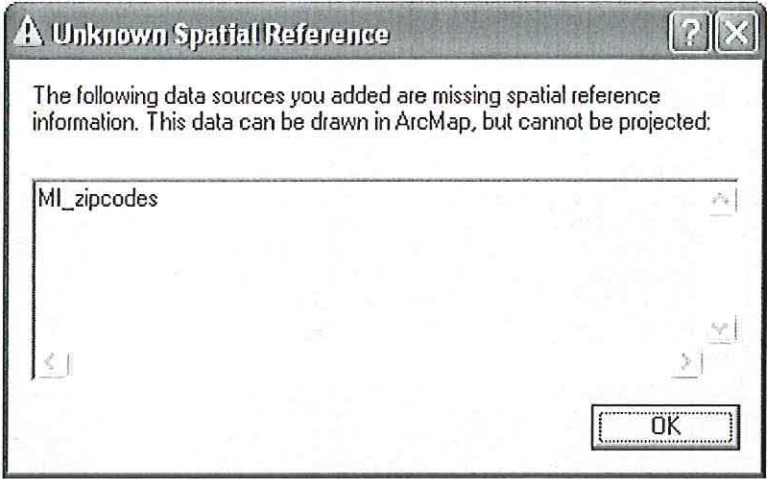 Unknown Spatial Reference
The following data sources you added are missing spatial reference
information. This data can be drawn in ArcMap, but cannot be projected:
MI_zipcodes
OK